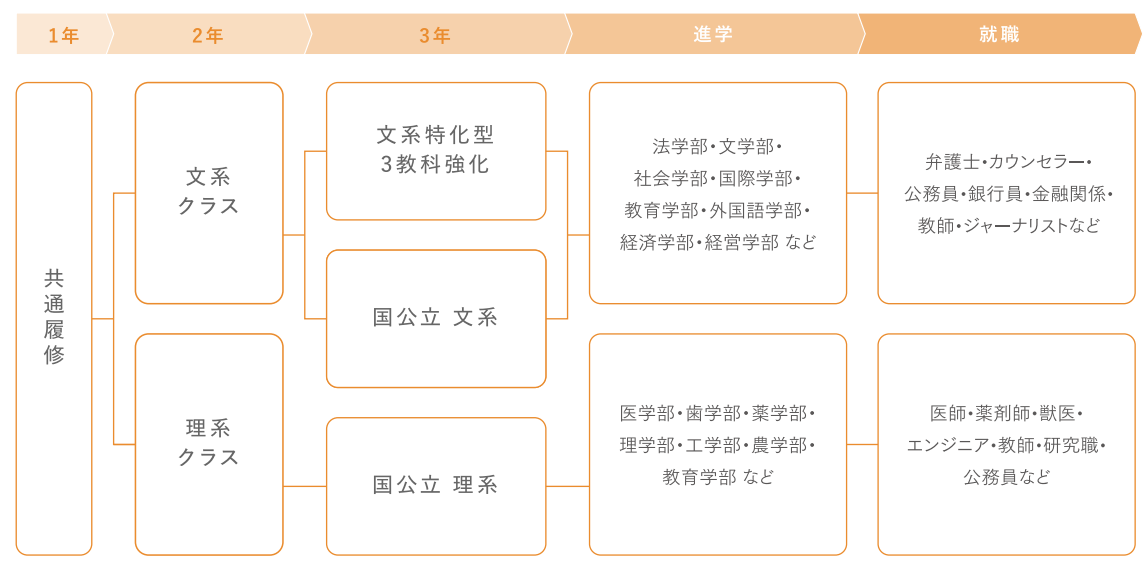 1年
2年
3年
進学
就職
共通履修
文系
クラス
理系
クラス
文系特化型
3教科強化
国公立 文系
国公立 理系
法学部・文学部・
社会学部・国際学部・
教育学部・外国語学部・
経済学部・経営学部 など
医学部・歯学部・薬学部・
理学部・工学部・農学部・
教育学部 など
弁護士・カウンセラー・
公務員・銀行員・金融関係・
教師・ジャーナリストなど
医師・薬剤師・獣医・
エンジニア・教師・研究職・
公務員など